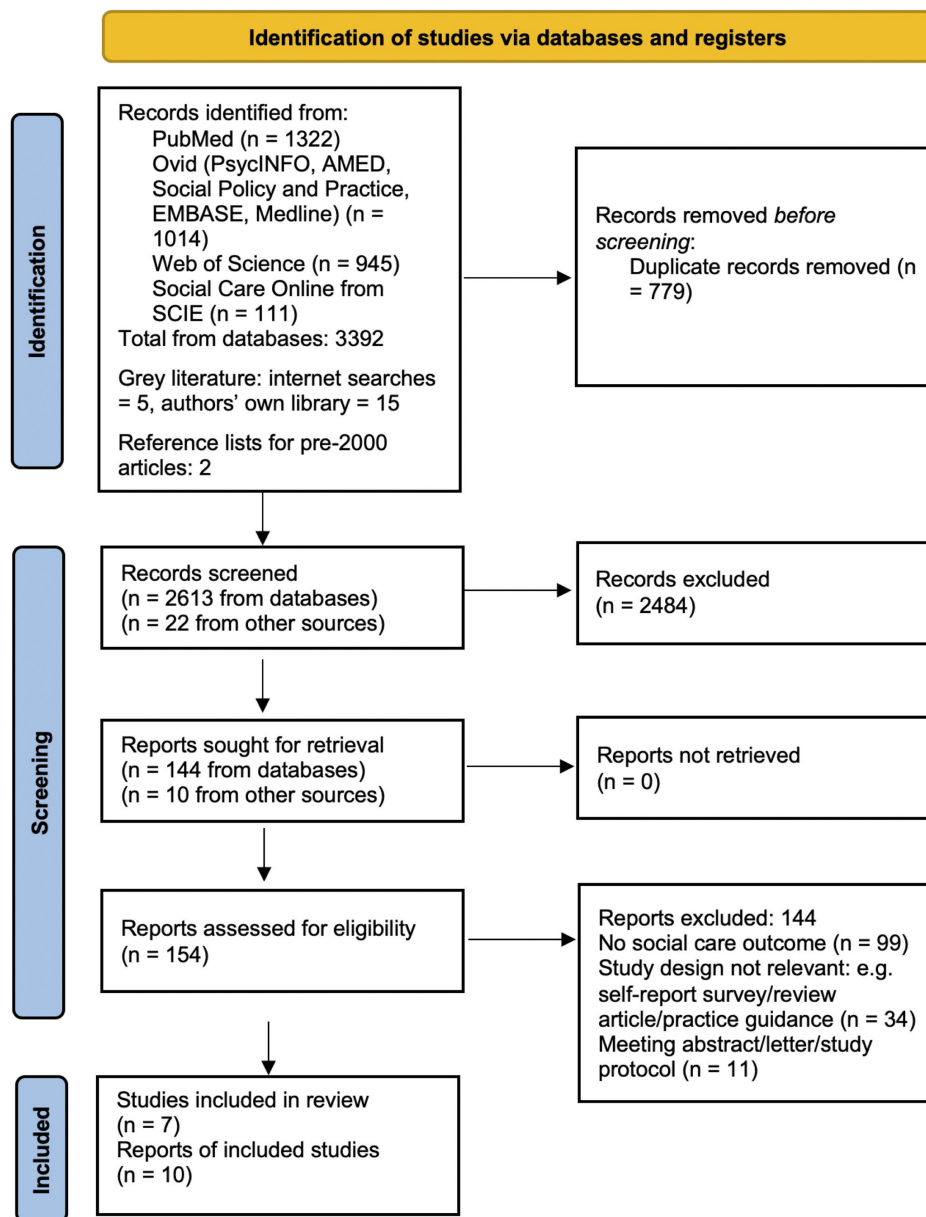 Identification of studies via databases and registers
Identification
Records identified from:
PubMed (n = 1322)
Ovid (PsycINFO, AMED,
Social Policy and Practice,
EMBASE, Medline) (n =
1014)
Web of Science (n = 945)
Social Care Online from
SCIE (n = 111)
Total from databases: 3392
Grey literature: internet searches
= 5, authors’ own library = 15
Reference lists for pre-2000
articles: 2
Records removed before
screening:
Duplicate records removed (n
= 779)
Screening
Records screened
(n = 2613 from databases)
(n = 22 from other sources)
Records excluded
(n = 2484)
Reports sought for retrieval
(n = 144 from databases)
(n = 10 from other sources)
Reports not retrieved
(n = 0)
Reports assessed for eligibility
(n = 154)
Reports excluded: 144
No social care outcome (n = 99)
Study design not relevant: e.g.
self-report survey/review
article/practice guidance (n = 34)
Meeting abstract/letter/study
protocol (n = 11)
Included
Studies included in review
(n = 7)
Reports of included studies
(n = 10)